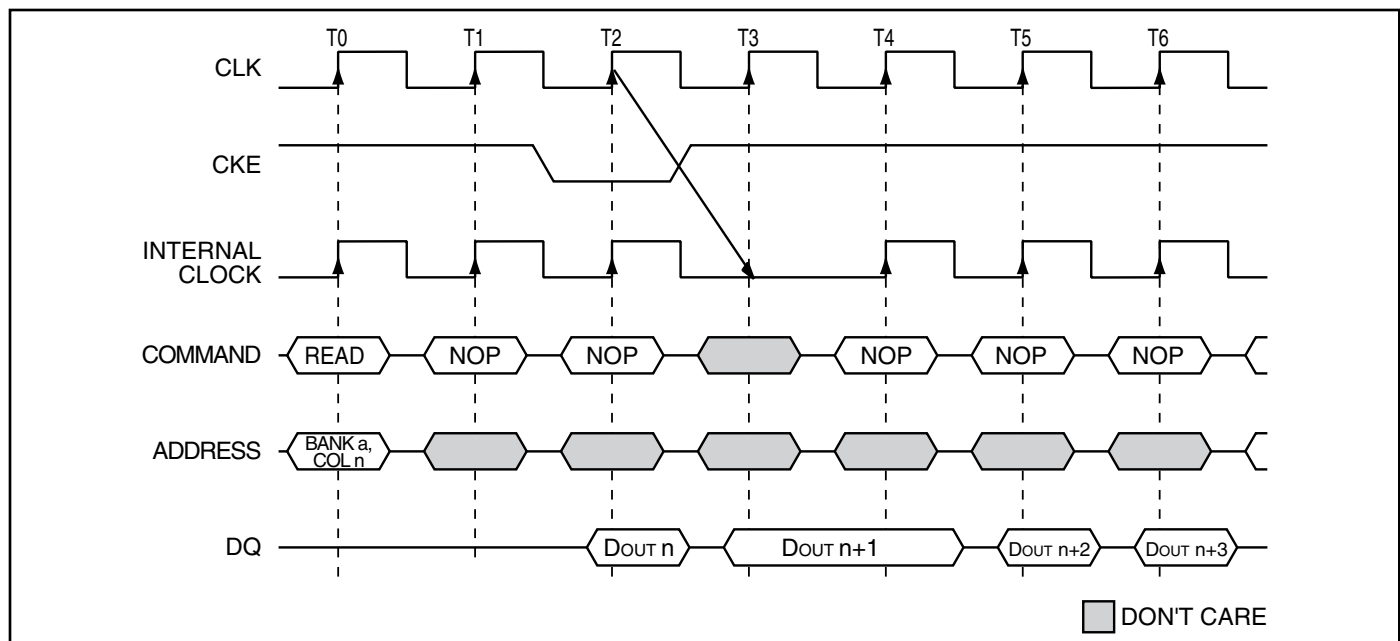 T0 T1 T2 T3 T4 T5 T6
CLK
CKE
INTERNAL
CLOCK
COMMAND READ NOP NOP NOP NOP NOP
ADDRESS BANK a,
COL n
DQ DOUT n DOUT n+1 DOUT n+2 DOUT n+3
DON'T CARE